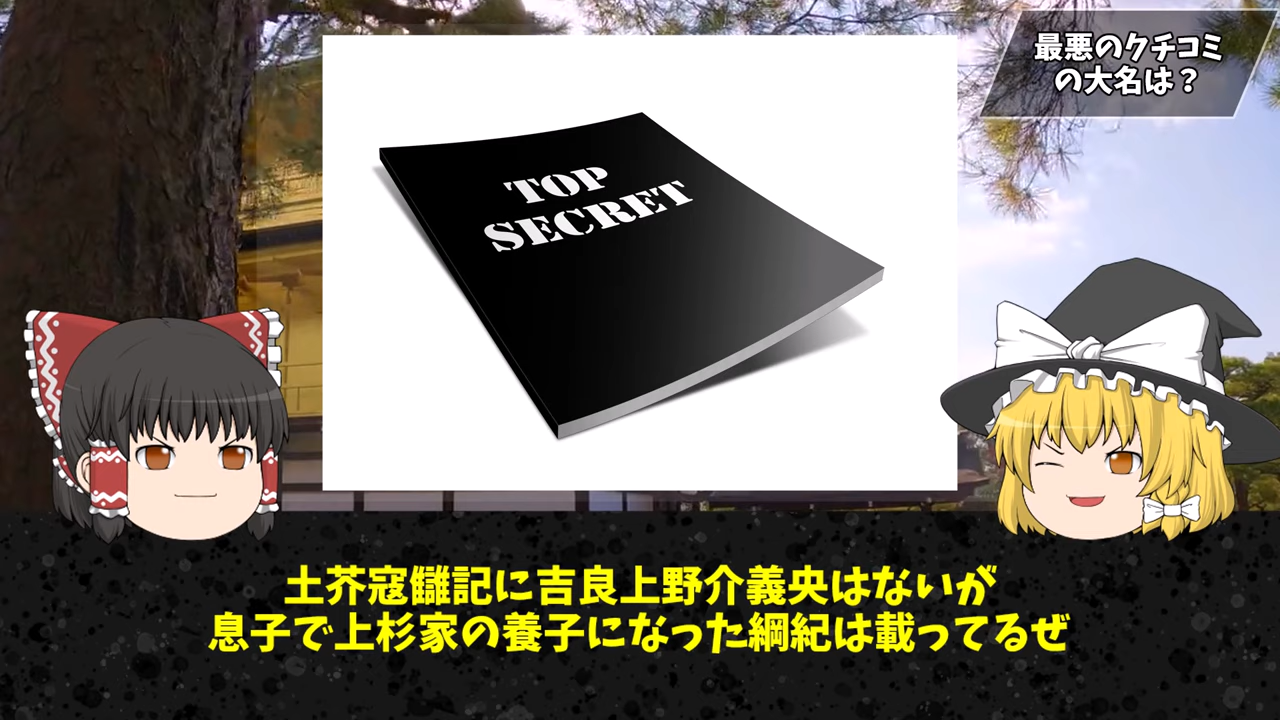 最悪のクチコミ
の大名は？
TOP
SECRET
土芥寇讎記に吉良上野介義央はないが
息子で上杉家の養子になった綱紀は載ってるぜ